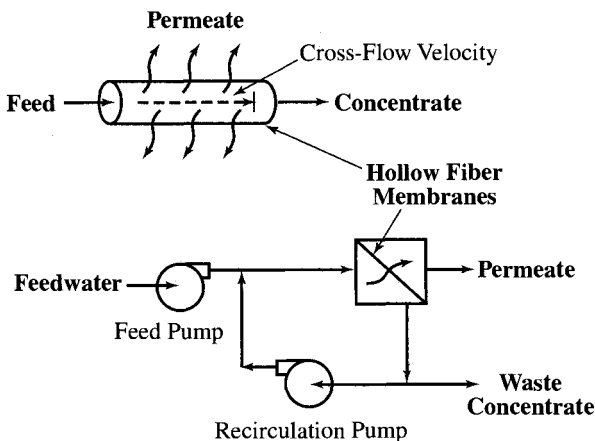 Permeate
Cross-Flow Velocity
Feed
Concentrate
Hollow Fiber
Membranes
Feedwater
Permeate
Feed Pump
Waste
Concentrate
Recirculation Pump